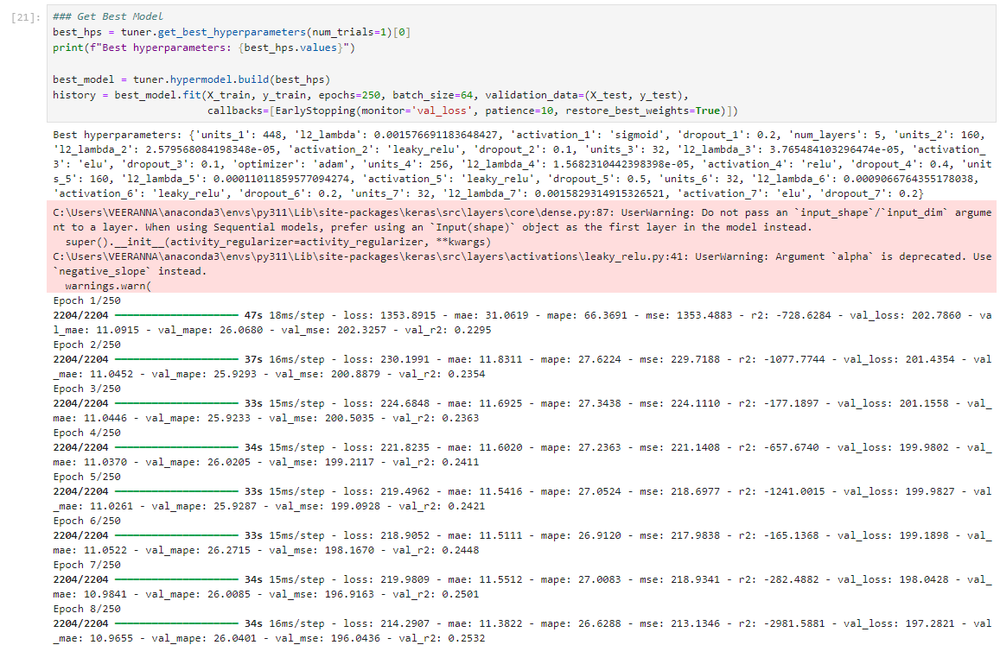 [21]: ### Get Best Model
best_hps = tuner.get_best_hyperparameters(num_trials=1)[0]
print(f"Best hyperparameters: {best_hps.values}")
best_model = tuner.hypermodel.build(best_hps)
history = best_model.fit(X_train, y_train, epochs=250, batch_size=64, validation_data=(X_test, y_test),
callbacks=[EarlyStopping(monitor='val_loss', patience=10, restore_best_weights=True)])
Best hyperparameters: {'units_1': 448, 'l2_lambda': 0.001576691183648427, 'activation_1': 'sigmoid', 'dropout_1': 0.2, 'num_layers': 5, 'units_2': 160,
'l2_lambda_2': 2.579568084198348e-05, 'activation_2': 'leaky_relu', 'dropout_2': 0.1, 'units_3': 32, 'l2_lambda_3': 3.765484103296474e-05, 'activation_
3': 'elu', 'dropout_3': 0.1, 'optimizer': 'adam', 'units_4': 256, 'l2_lambda_4': 1.5682310442398398e-05, 'activation_4': 'relu', 'dropout_4': 0.4, 'unit
s_5': 160, 'l2_lambda_5': 0.00011011859577094274, 'activation_5': 'leaky_relu', 'dropout_5': 0.5, 'units_6': 32, 'l2_lambda_6': 0.0009066764355178038,
'activation_6': 'leaky_relu', 'dropout_6': 0.2, 'units_7': 32, 'l2_lambda_7': 0.0015829314915326521, 'activation_7': 'elu', 'dropout_7': 0.2}
C:\Users\VEERANNA\anaconda3\envs\py311\Lib\site-packages\keras\src\layers\core\dense.py:87: UserWarning: Do not pass an `input_shape`/`input_dim` argume
nt to a layer. When using Sequential models, prefer using an `Input(shape)` object as the first layer in the model instead.
super().__init__(activity_regularizer=activity_regularizer, **kwargs)
C:\Users\VEERANNA\anaconda3\envs\py311\Lib\site-packages\keras\src\layers\activations\leaky_relu.py:41: UserWarning: Argument `alpha` is deprecated. Use
`negative_slope` instead.
warnings.warn(
Epoch 1/250
2204/2204 47s 18ms/step - loss: 1353.8915 - mae: 31.0619 - mape: 66.3691 - mse: 1353.4883 - r2: -728.6284 - val_loss: 202.7860 - va
l_mae: 11.0915 - val_mape: 26.0680 - val_mse: 202.3257 - val_r2: 0.2295
Epoch 2/250
2204/2204 37s 16ms/step - loss: 230.1991 - mae: 11.8311 - mape: 27.6224 - mse: 229.7188 - r2: -1077.7744 - val_loss: 201.4354 - val
_mae: 11.0452 - val_mape: 25.9293 - val_mse: 200.8879 - val_r2: 0.2354
Epoch 3/250
2204/2204 33s 15ms/step - loss: 224.6848 - mae: 11.6925 - mape: 27.3438 - mse: 224.1110 - r2: -177.1897 - val_loss: 201.1558 - val_
mae: 11.0446 - val_mape: 25.9233 - val_mse: 200.5035 - val_r2: 0.2363
Epoch 4/250
2204/2204 34s 15ms/step - loss: 221.8235 - mae: 11.6020 - mape: 27.2363 - mse: 221.1408 - r2: -657.6740 - val_loss: 199.9802 - val_
mae: 11.0370 - val_mape: 26.0205 - val_mse: 199.2117 - val_r2: 0.2411
Epoch 5/250
2204/2204 33s 15ms/step - loss: 219.4962 - mae: 11.5416 - mape: 27.0524 - mse: 218.6977 - r2: -1241.0015 - val_loss: 199.9827 - val
_mae: 11.0261 - val_mape: 25.9287 - val_mse: 199.0928 - val_r2: 0.2421
Epoch 6/250
2204/2204 33s 15ms/step - loss: 218.9052 - mae: 11.5111 - mape: 26.9120 - mse: 217.9838 - r2: -165.1368 - val_loss: 199.1898 - val_
mae: 11.0522 - val_mape: 26.2715 - val_mse: 198.1670 - val_r2: 0.2448
Epoch 7/250
2204/2204 34s 15ms/step - loss: 219.9809 - mae: 11.5512 - mape: 27.0083 - mse: 218.9341 - r2: -282.4882 - val_loss: 198.0428 - val_
mae: 10.9841 - val_mape: 26.0085 - val_mse: 196.9163 - val_r2: 0.2501
Epoch 8/250
2204/2204 34s 16ms/step - loss: 214.2907 - mae: 11.3822 - mape: 26.6288 - mse: 213.1346 - r2: -2981.5881 - val_loss: 197.2821 - val
_mae: 10.9655 - val_mape: 26.0401 - val_mse: 196.0436 - val_r2: 0.2532